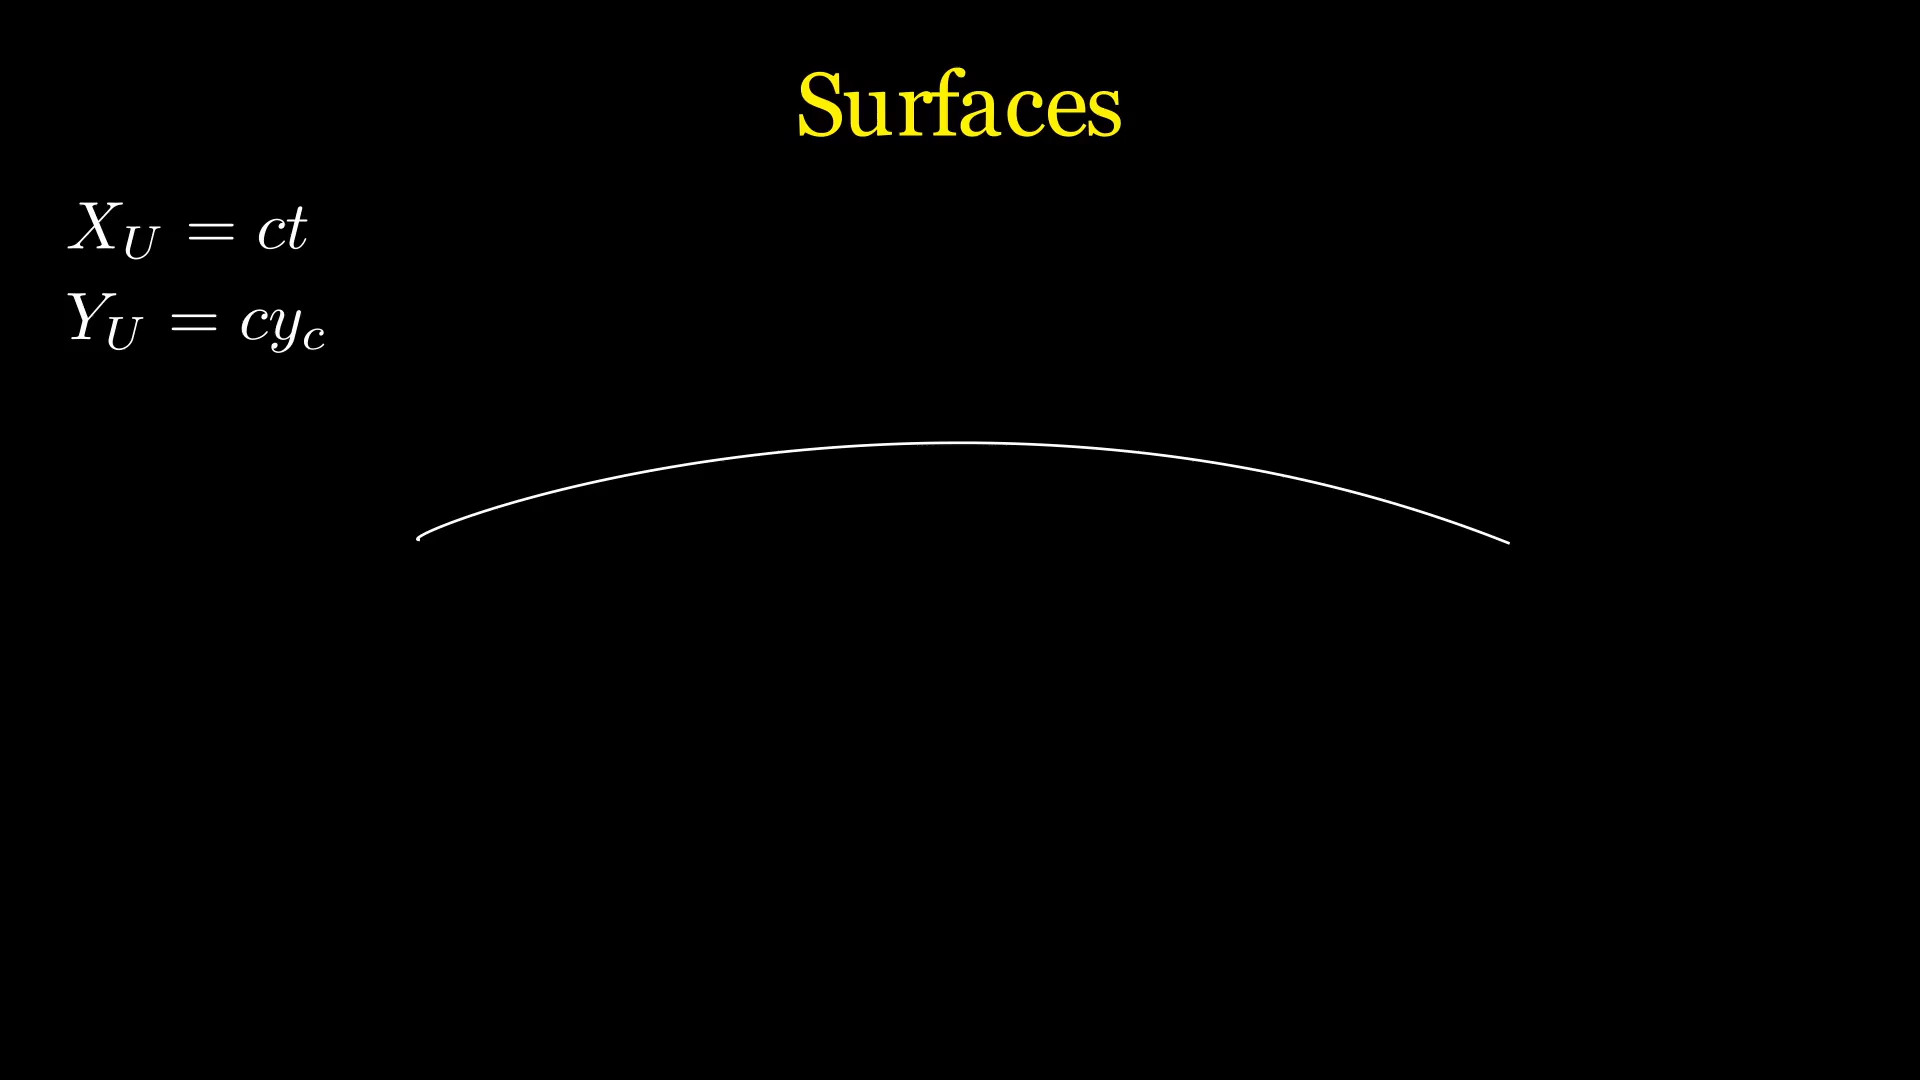 Surfaces
X_U = ct
Y_U = cy_c